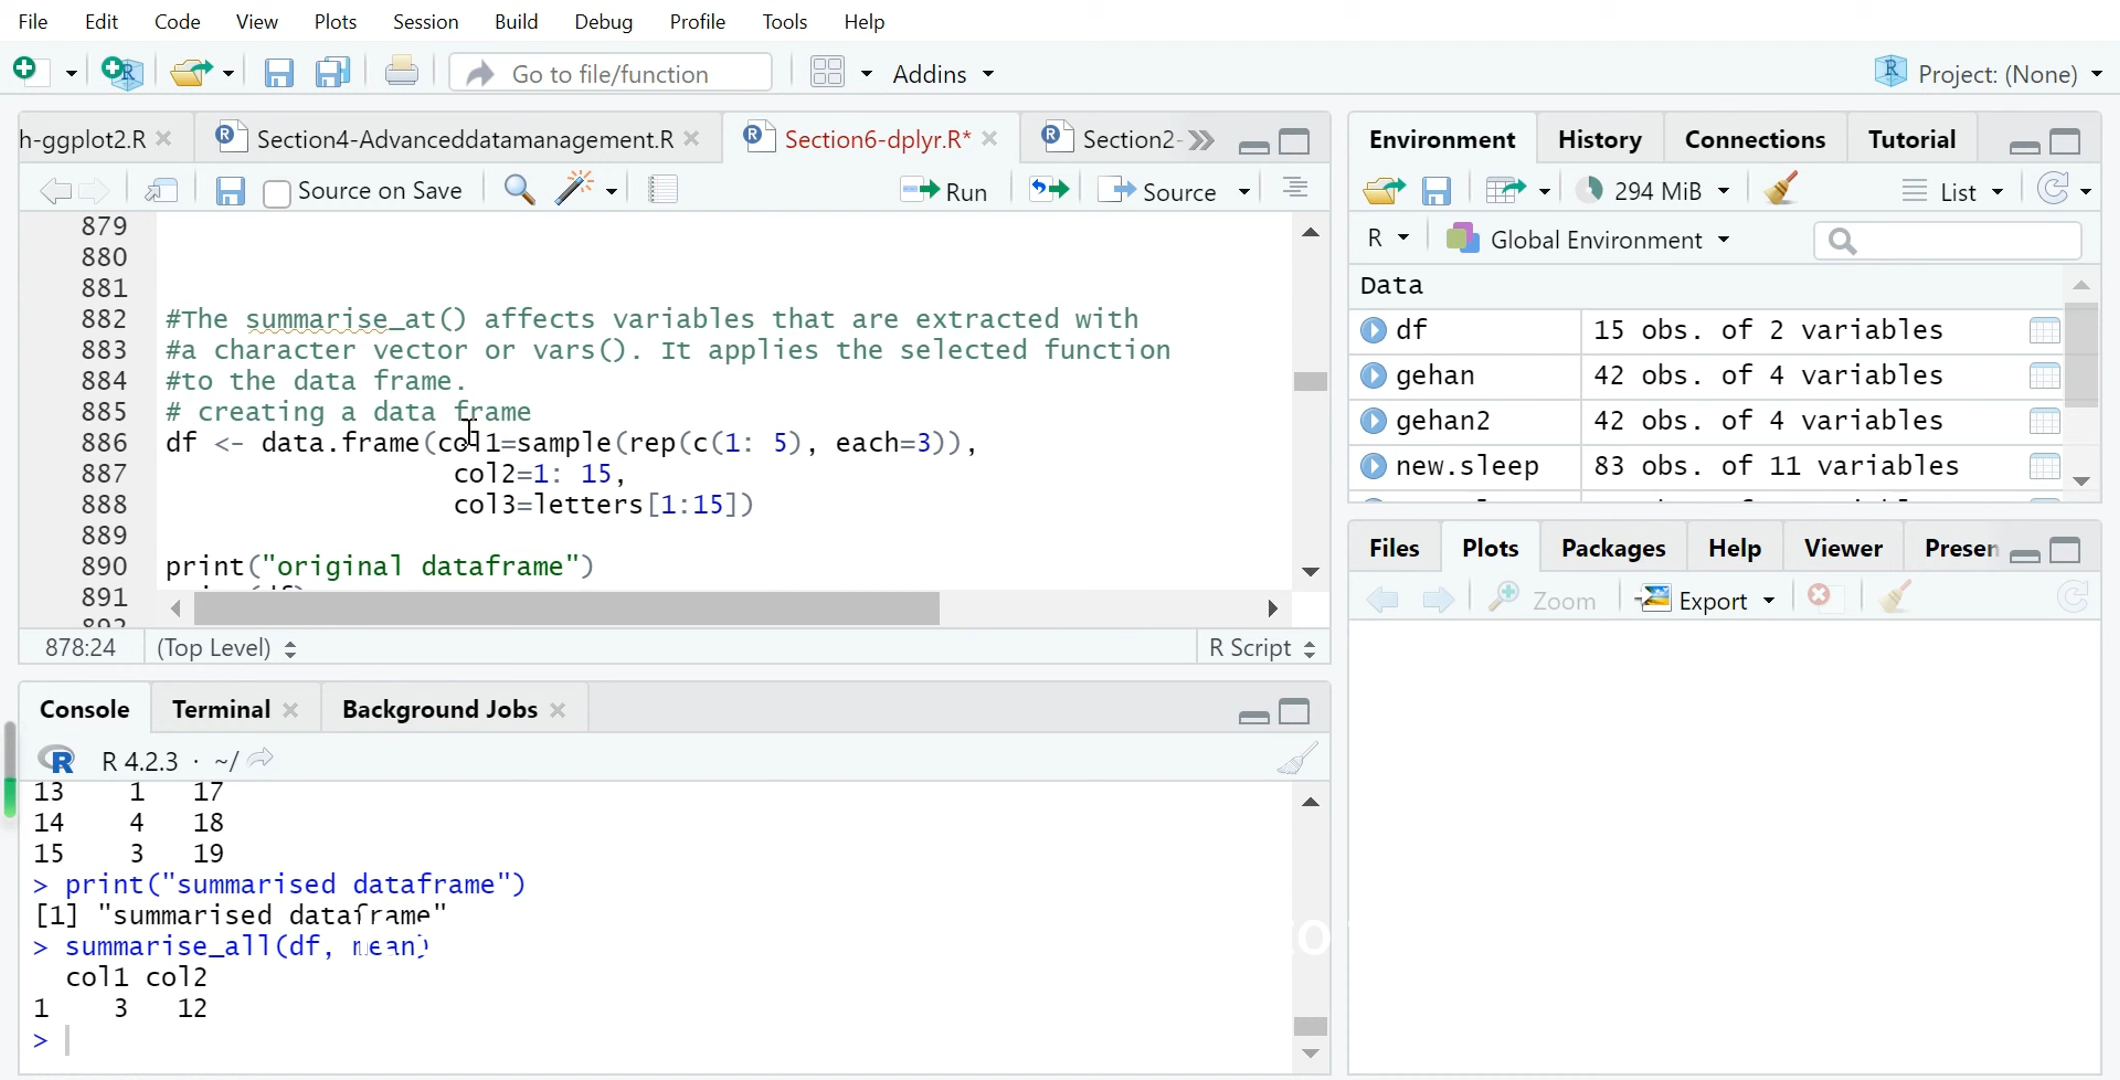 File Edit Code View Plots Session Build Debug Profile Tools Help
Go to file/function Addins Project: (None)
h-ggplot2.R Section4-Advanceddatamanagement.R Section6-dplyr.R* Section2-
Source on Save Run Source
879
880
881
882 #The summarise_at() affects variables that are extracted with
883 #a character vector or vars(). It applies the selected function
884 #to the data frame.
885 # creating a data frame
886 df <- data.frame(col1=sample(rep(c(1: 5), each=3)),
887 col2=1: 15,
888 col3=letters[1:15])
889
890 print("original dataframe")
891
892
878:24 (Top Level) R Script
Console Terminal Background Jobs
R 4.2.3 · ~/
13 1 17
14 4 18
15 3 19
> print("summarised dataframe")
[1] "summarised dataframe"
> summarise_all(df, mean)
col1 col2
1 3 12
>
to
Environment History Connections Tutorial
294 MiB List
R Global Environment
Data
df 15 obs. of 2 variables
gehan 42 obs. of 4 variables
gehan2 42 obs. of 4 variables
new.sleep 83 obs. of 11 variables
Files Plots Packages Help Viewer Presen
Zoom Export